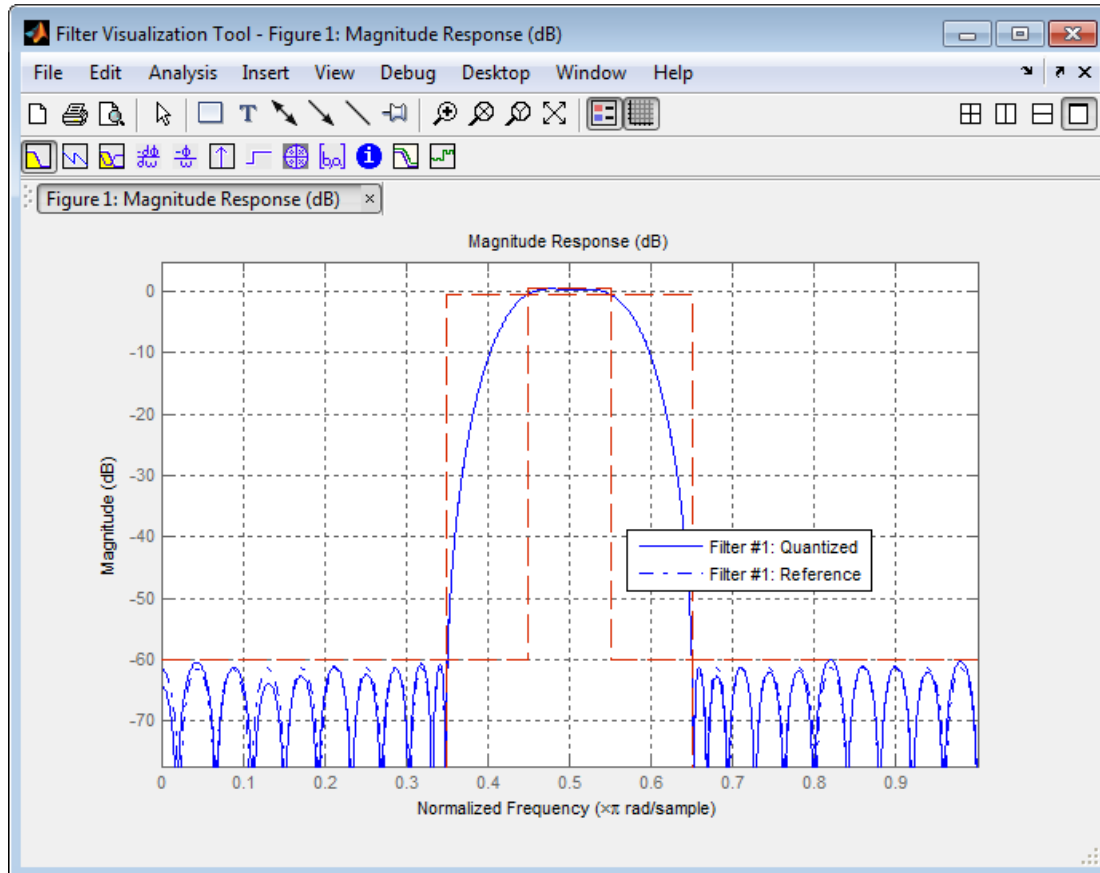 Filter Visualization Tool - Figure 1: Magnitude Response (dB)
File Edit Analysis Insert View Debug Desktop Window Help
Figure 1: Magnitude Response (dB)
Magnitude Response (dB)
0
-10
-20
-30
-40
-50
-60
-70
Magnitude (dB)
Filter #1: Quantized
Filter #1: Reference
0 0.1 0.2 0.3 0.4 0.5 0.6 0.7 0.8 0.9
Normalized Frequency (×π rad/sample)